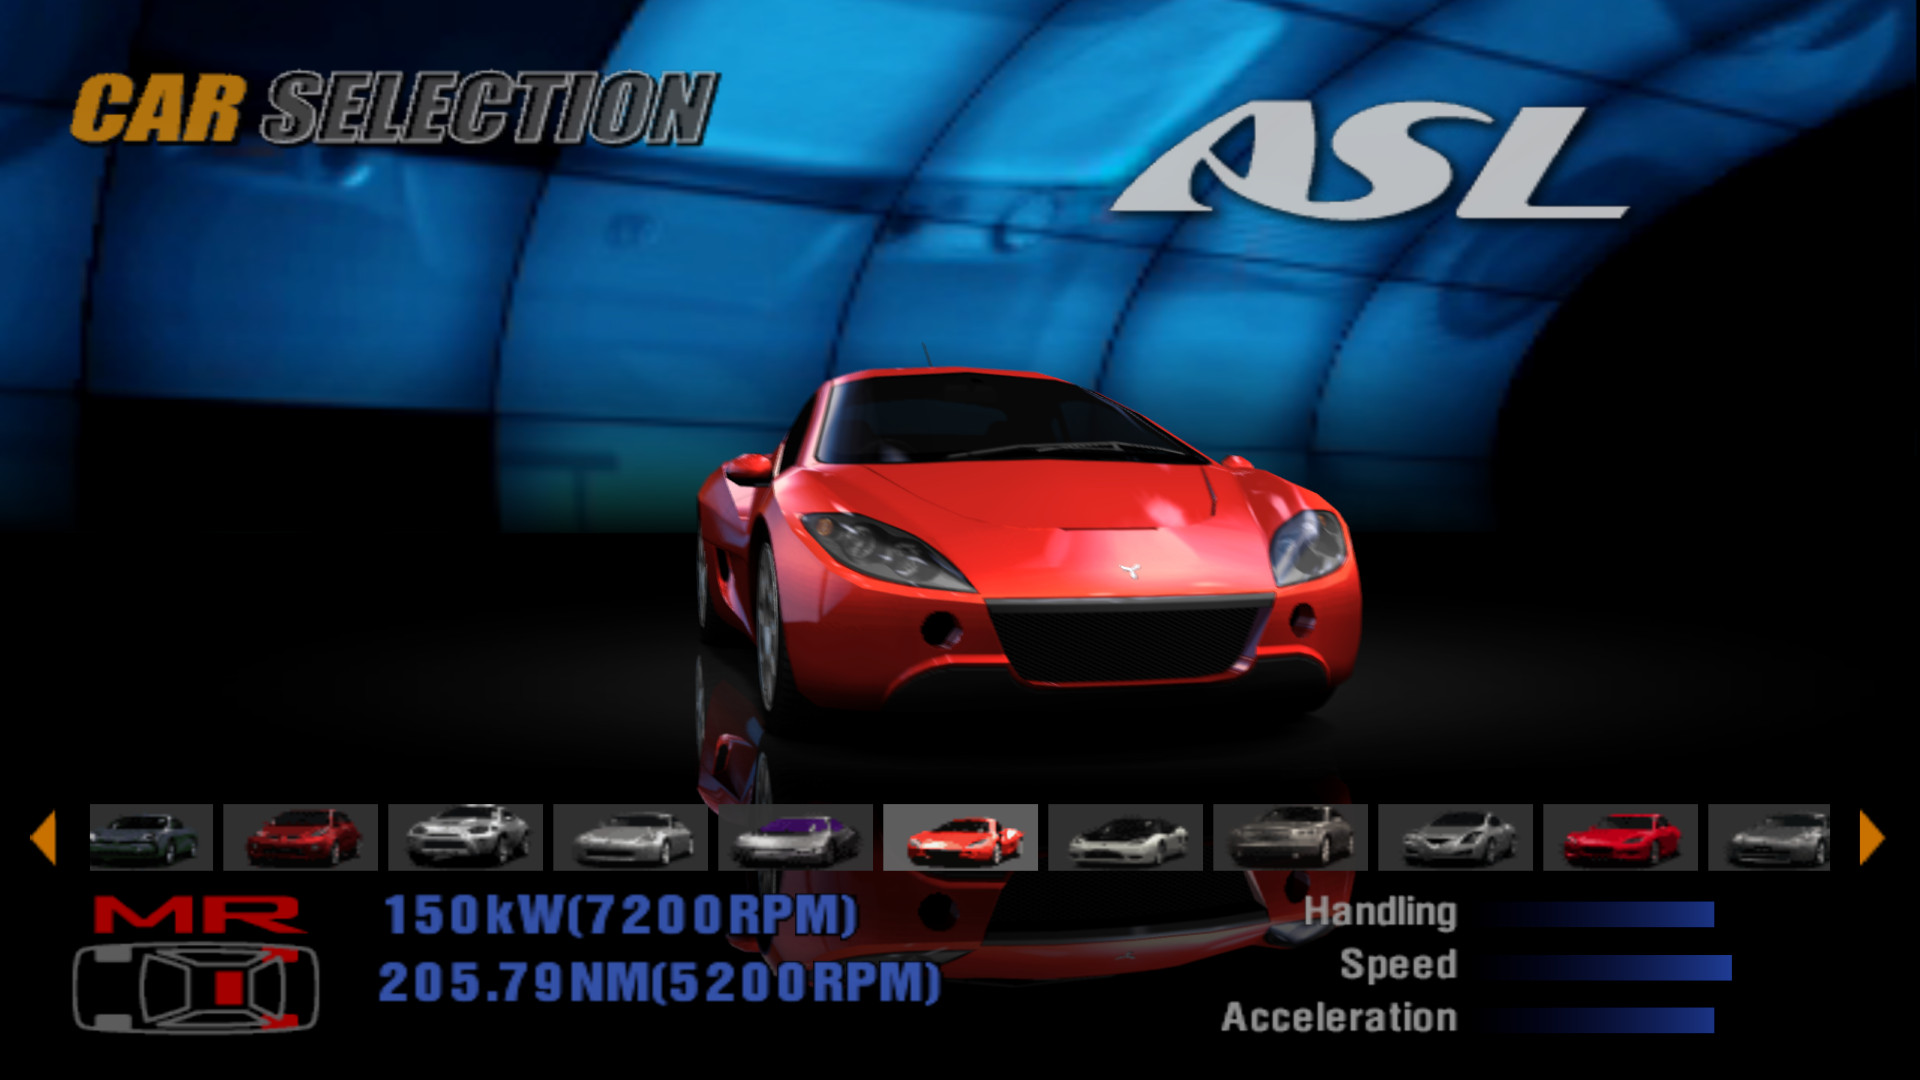 CAR SELECTION
ASL
MR
150kW(7200RPM)
205.79NM(5200RPM)
Handling
Speed
Acceleration